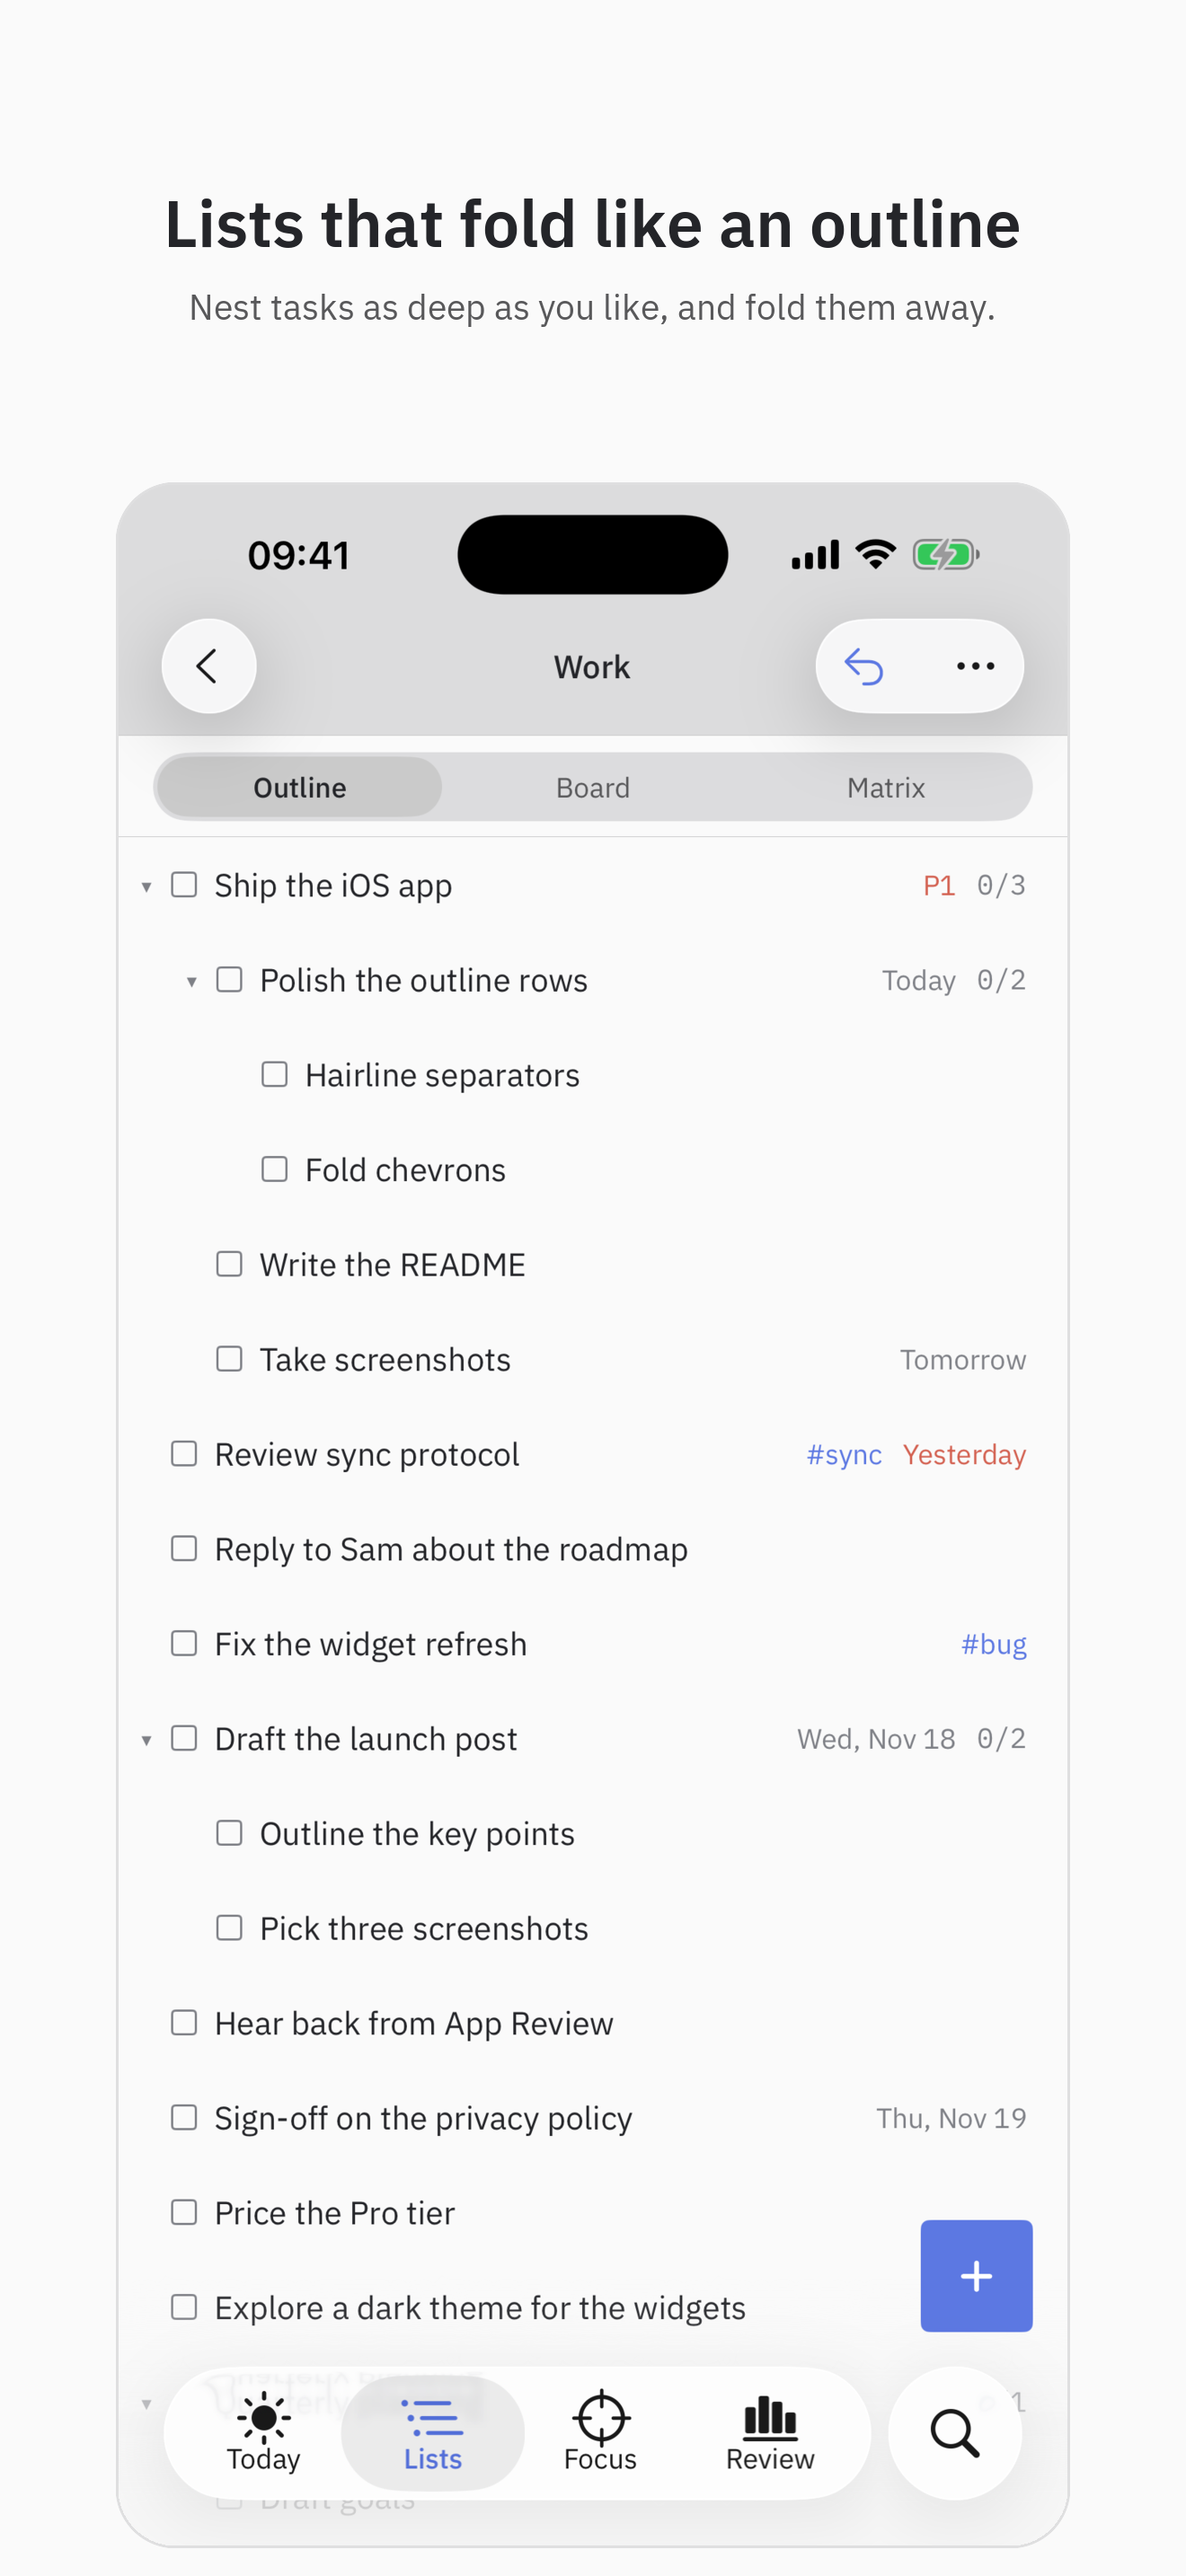 Lists that fold like an outline
Nest tasks as deep as you like, and fold them away.
09:41
Work
Outline Board Matrix
Ship the iOS app P1 0/3
Polish the outline rows Today 0/2
Hairline separators
Fold chevrons
Write the README
Take screenshots Tomorrow
Review sync protocol #sync Yesterday
Reply to Sam about the roadmap
Fix the widget refresh #bug
Draft the launch post Wed, Nov 18 0/2
Outline the key points
Pick three screenshots
Hear back from App Review
Sign-off on the privacy policy Thu, Nov 19
Price the Pro tier
Explore a dark theme for the widgets
Today Lists Focus Review
Draft goals